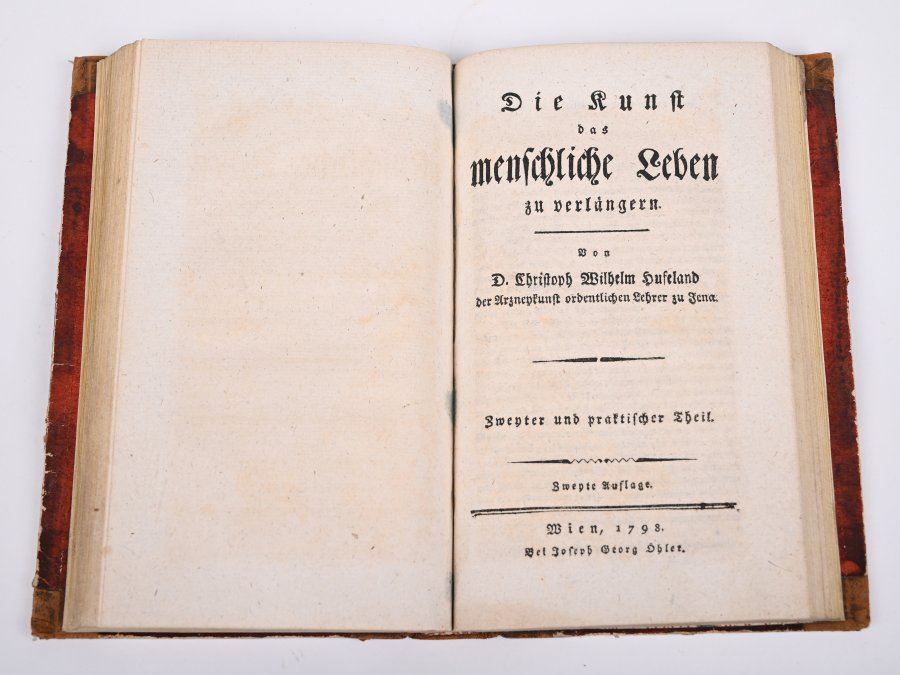 Die Kunst
das
menschliche Leben
zu verlängern.
Von
D. Christoph Wilhelm Hufeland
der Arzneykunst ordentlichen Lehrer zu Jena.
Zweyter und praktischer Theil.
Zweyte Auflage.
Wien, 1798.
Bei Joseph Georg Öhler.